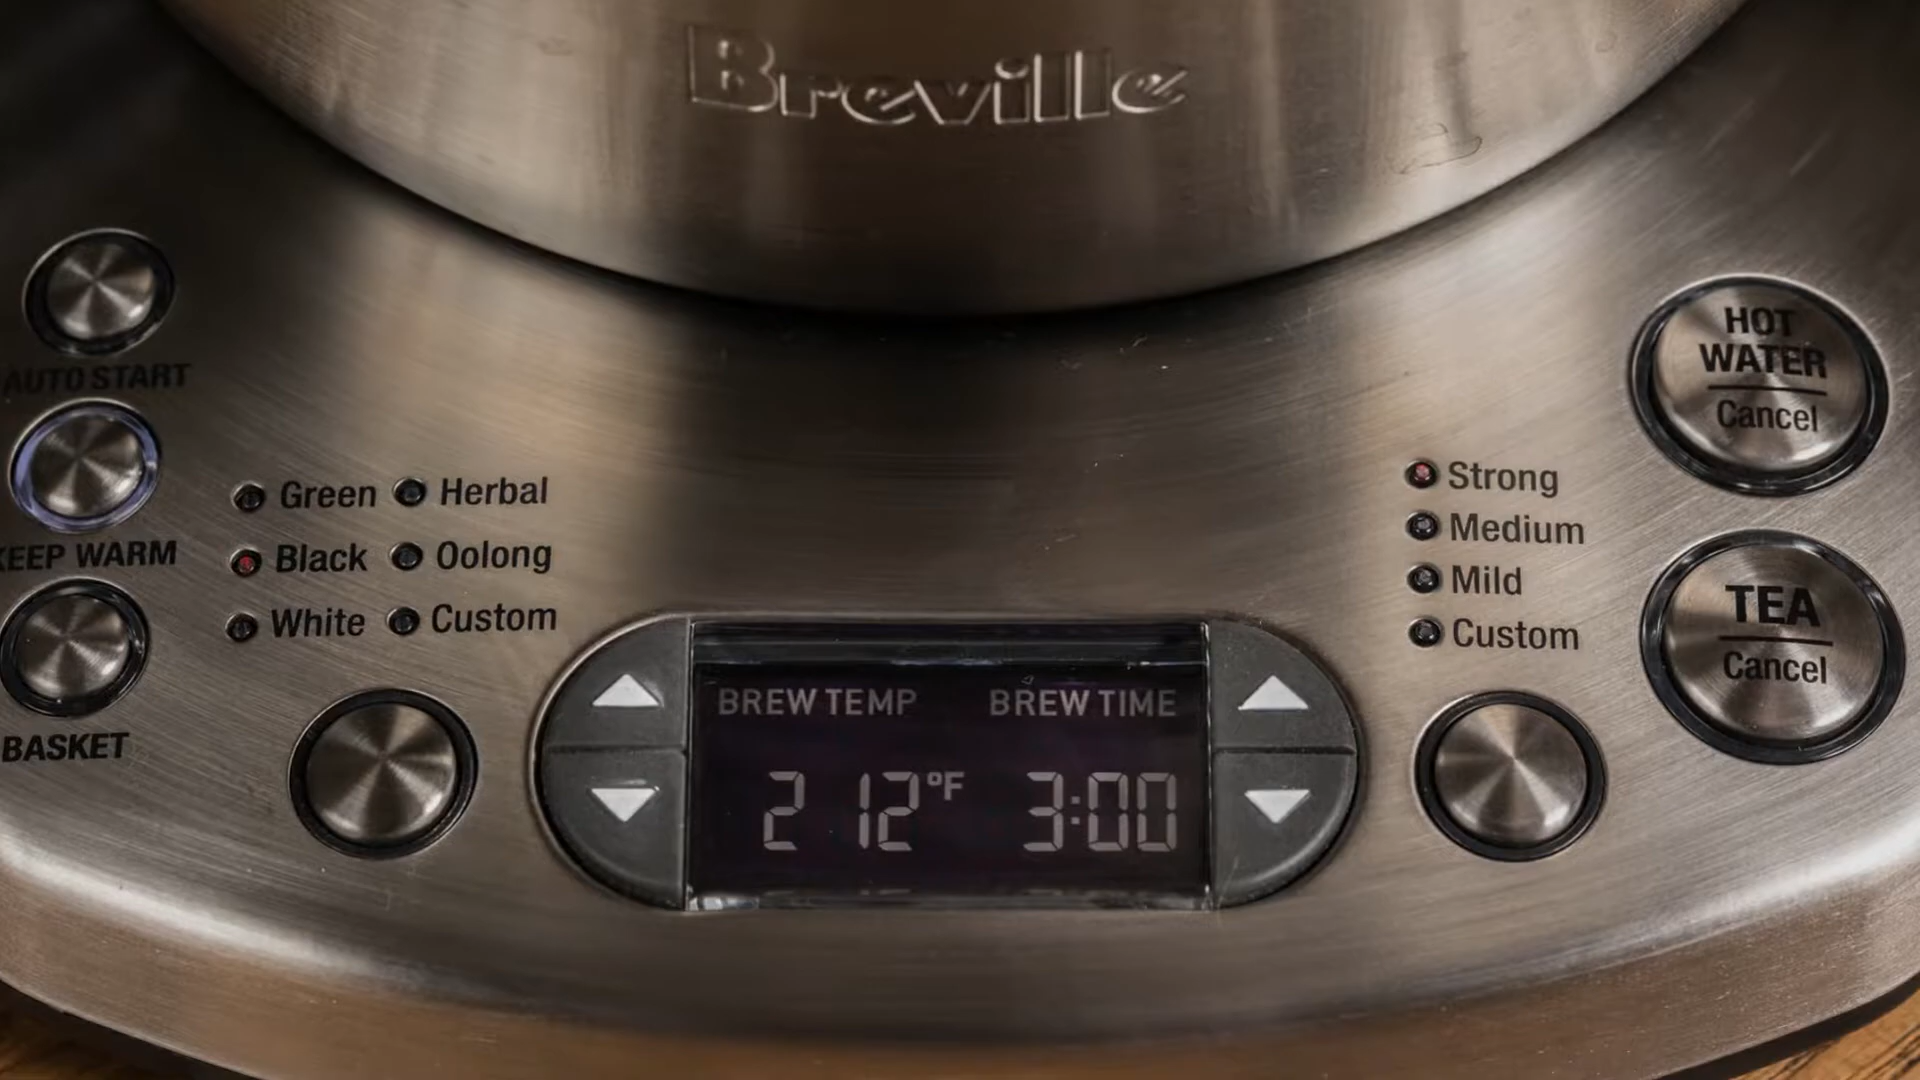 Breville
AUTO START
KEEP WARM
BASKET
Green Herbal
Black Oolong
White Custom
BREW TEMP BREW TIME
212°F 3:00
Strong
Medium
Mild
Custom
HOT
WATER
Cancel
TEA
Cancel